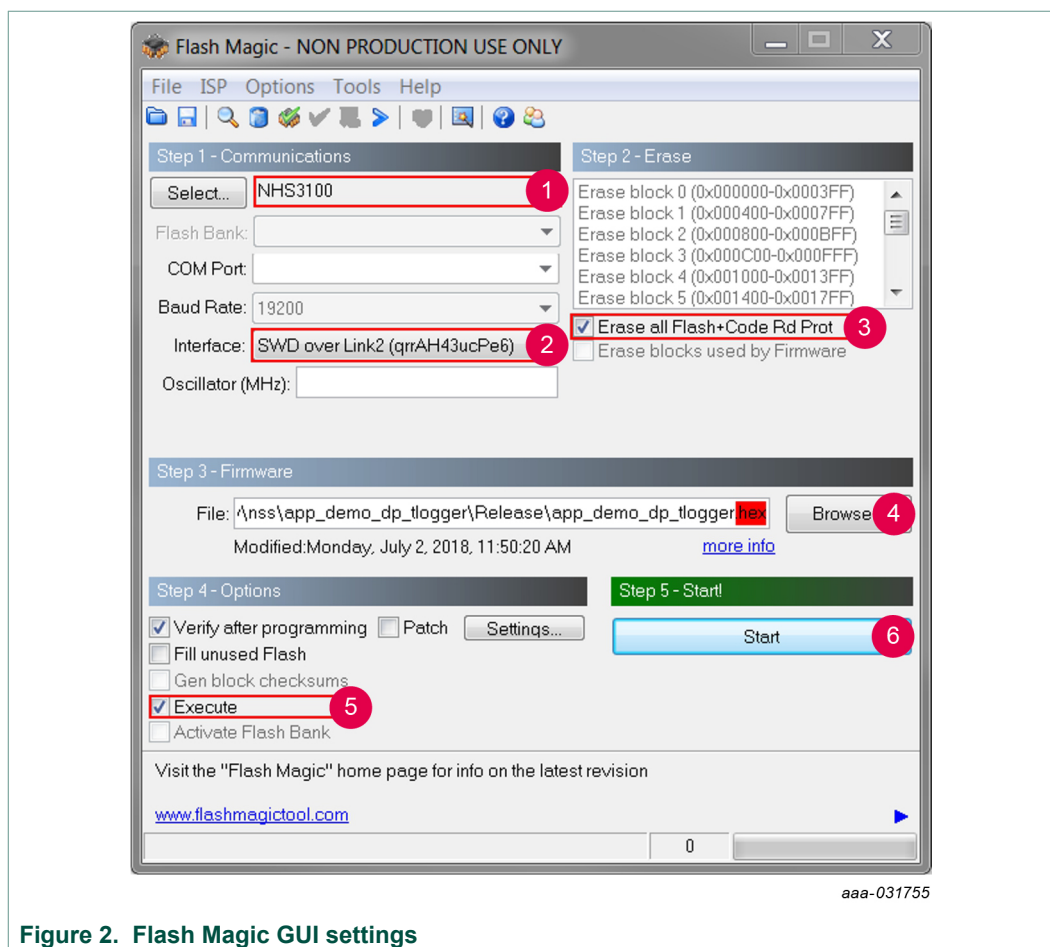 Flash Magic - NON PRODUCTION USE ONLY
File ISP Options Tools Help
Step 1 - Communications
Select... NHS3100 1
Flash Bank:
COM Port:
Baud Rate: 19200
Interface: SWD over Link2 (qrrAH43ucPe6) 2
Oscillator (MHz):
Step 2 - Erase
Erase block 0 (0x000000-0x0003FF)
Erase block 1 (0x000400-0x0007FF)
Erase block 2 (0x000800-0x000BFF)
Erase block 3 (0x000C00-0x000FFF)
Erase block 4 (0x001000-0x0013FF)
Erase block 5 (0x001400-0x0017FF)
Erase all Flash+Code Rd Prot 3
Erase blocks used by Firmware
Step 3 - Firmware
File: \nss\app_demo_dp_tlogger\Release\app_demo_dp_tlogger.hex Browse 4
Modified:Monday, July 2, 2018, 11:50:20 AM more info
Step 4 - Options
Verify after programming Patch Settings...
Fill unused Flash
Gen block checksums
Execute 5
Activate Flash Bank
Step 5 - Start!
Start 6
Visit the "Flash Magic" home page for info on the latest revision
www.flashmagictool.com
0
aaa-031755
Figure 2. Flash Magic GUI settings